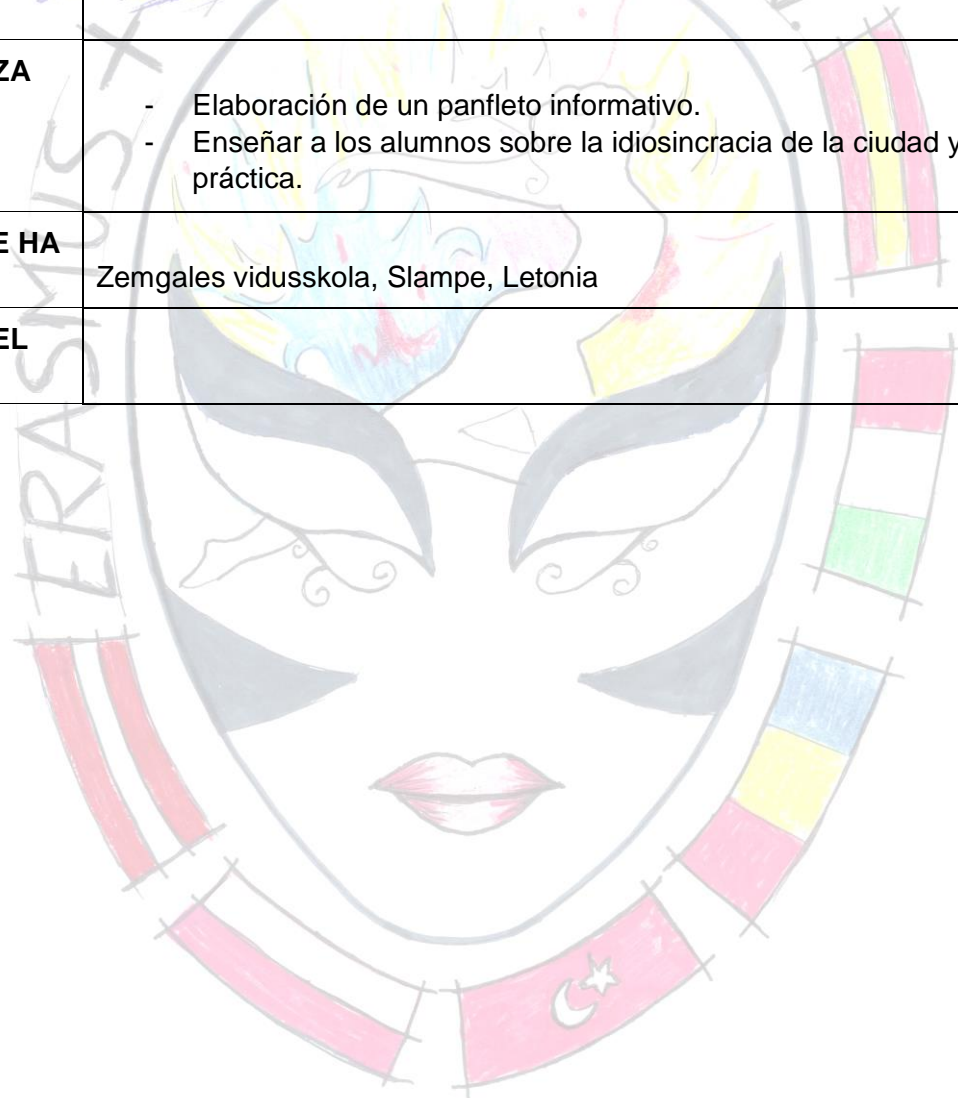 ZA
- Elaboración de un panfleto informativo.
- Enseñar a los alumnos sobre la idiosincracia de la ciudad y
práctica.
E HA
Zemgales vidusskola, Slampe, Letonia
EL
ERASMUS +